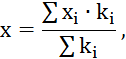 x = ∑ xᵢ · kᵢ / ∑ kᵢ ,